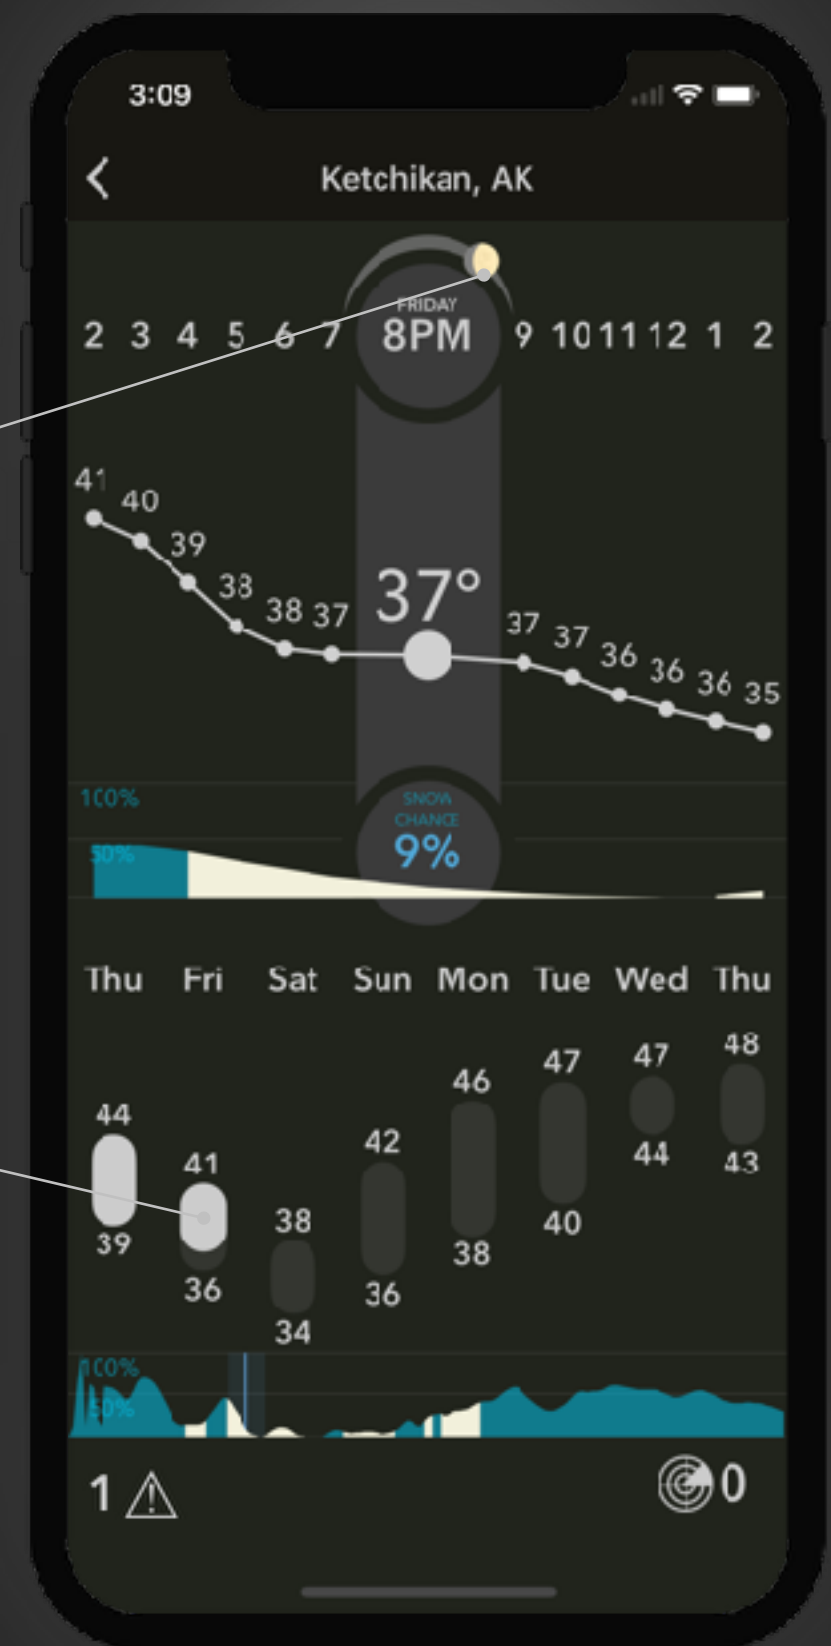 3:09
Ketchikan, AK
FRIDAY
2 3 4 5 6 7 8PM 9 10 11 12 1 2
41
40
39
38
38 37 37° 37
37
36
36
36
35
100%
SNOW
CHANCE
50% 9%
Thu Fri Sat Sun Mon Tue Wed Thu
44 41 38 42 46 47 47 48
39 36 34 36 38 40 44 43
100%
50%
1 0